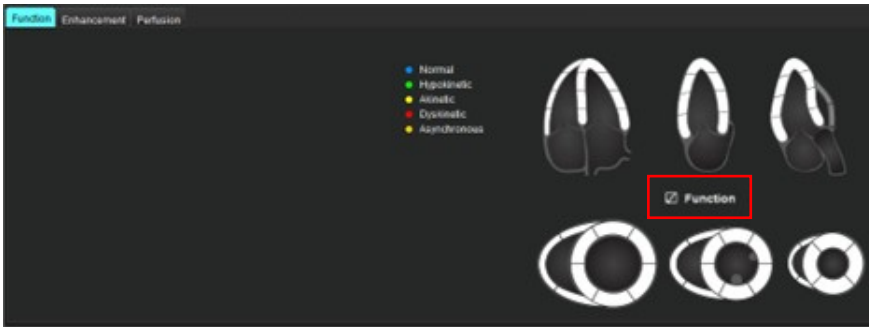 Function Enhancement Perfusion
Normal
Hypokinetic
Akinetic
Dyskinetic
Asynchronous
Function